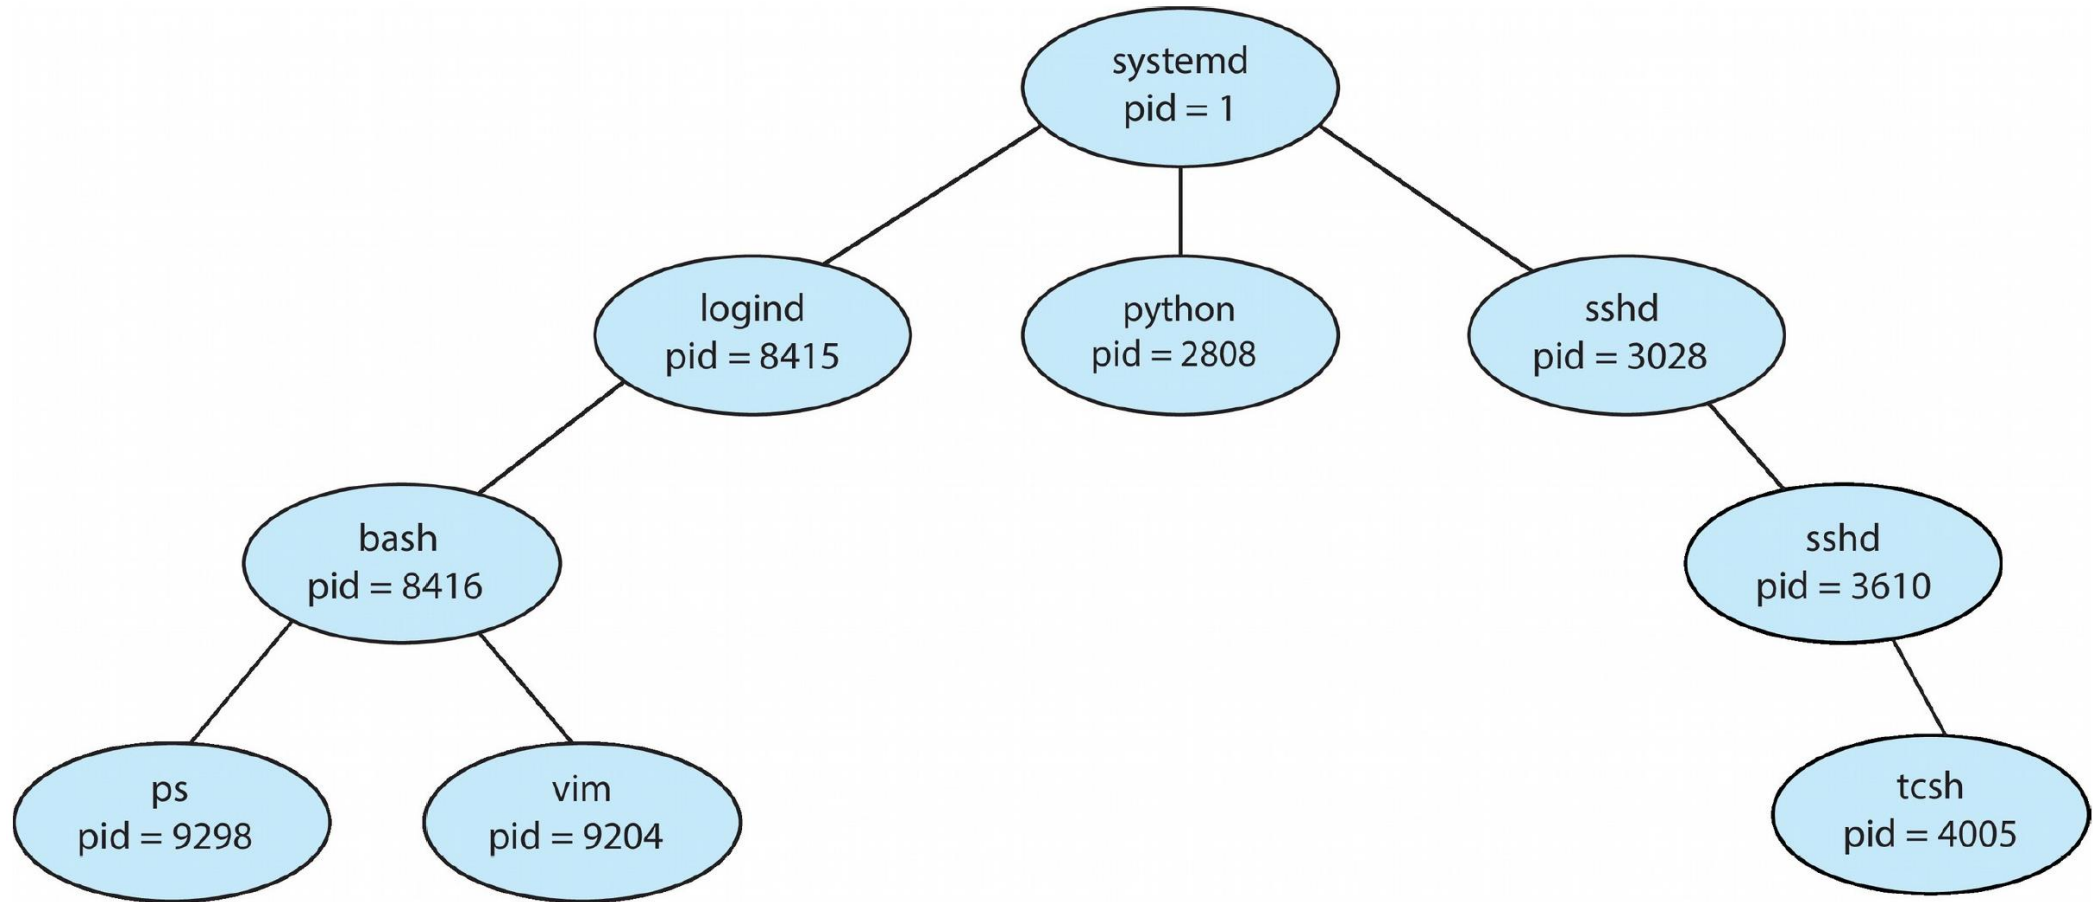 systemd
pid = 1
logind
pid = 8415
python
pid = 2808
sshd
pid = 3028
bash
pid = 8416
sshd
pid = 3610
ps
pid = 9298
vim
pid = 9204
tcsh
pid = 4005